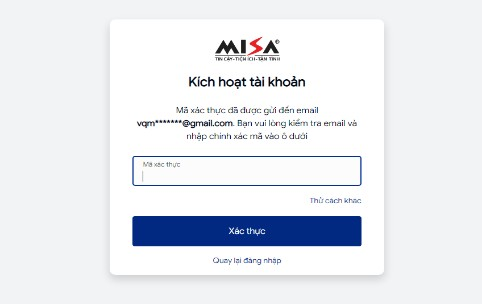 MISA
TIN CẬY - TIỆN ÍCH - TẬN TÌNH
Kích hoạt tài khoản
Mã xác thực đã được gửi đến email
vqm*******@gmail.com. Bạn vui lòng kiểm tra email và
nhập chính xác mã vào ô dưới
Mã xác thực
Thử cách khác
Xác thực
Quay lại đăng nhập